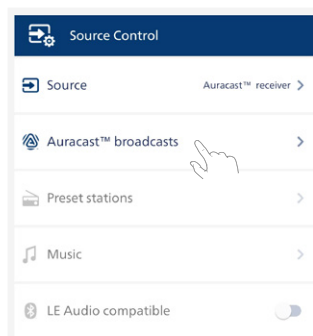 Source Control
Source Auracast™ receiver
Auracast™ broadcasts
Preset stations
Music
LE Audio compatible